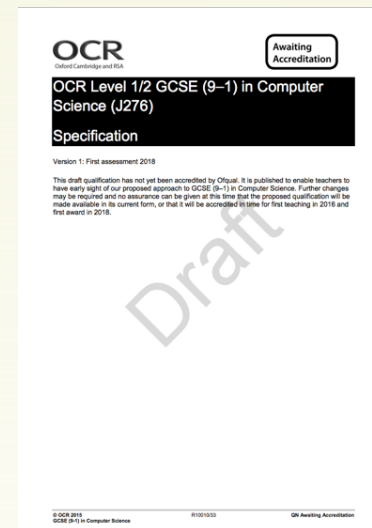 OCR
Oxford Cambridge and RSA
Awaiting
Accreditation
OCR Level 1/2 GCSE (9–1) in Computer
Science (J276)
Specification
Version 1: First assessment 2018
This draft qualification has not yet been accredited by Ofqual. It is published to enable teachers to
have early sight of our proposed approach to GCSE (9–1) in Computer Science. Further changes
may be required and no assurance can be given at this time that the proposed qualification will be
made available in its current form, or that it will be accredited in time for first teaching in 2016 and
first award in 2018.
Draft
© OCR 2015
R10010/33
QN Awaiting Accreditation
GCSE (9-1) in Computer Science